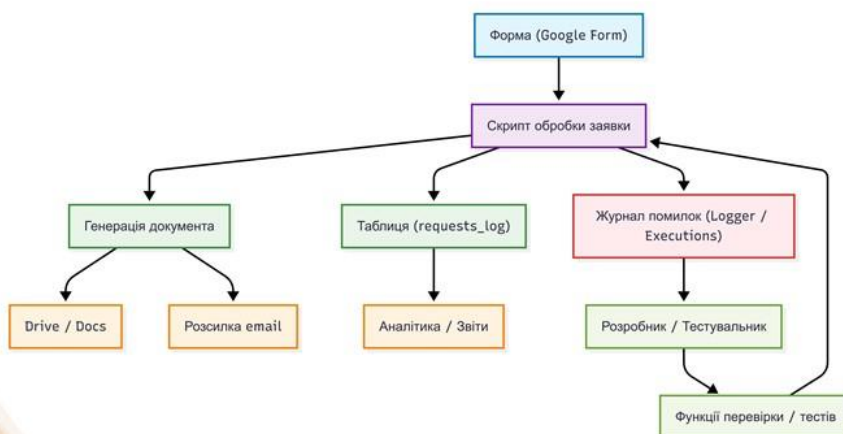 Форма (Google Form)
Скрипт обробки заявки
Генерація документа
Таблиця (requests_log)
Журнал помилок (Logger /
Executions)
Drive / Docs
Розсилка email
Аналітика / Звіти
Розробник / Тестувальник
Функції перевірки / тестів